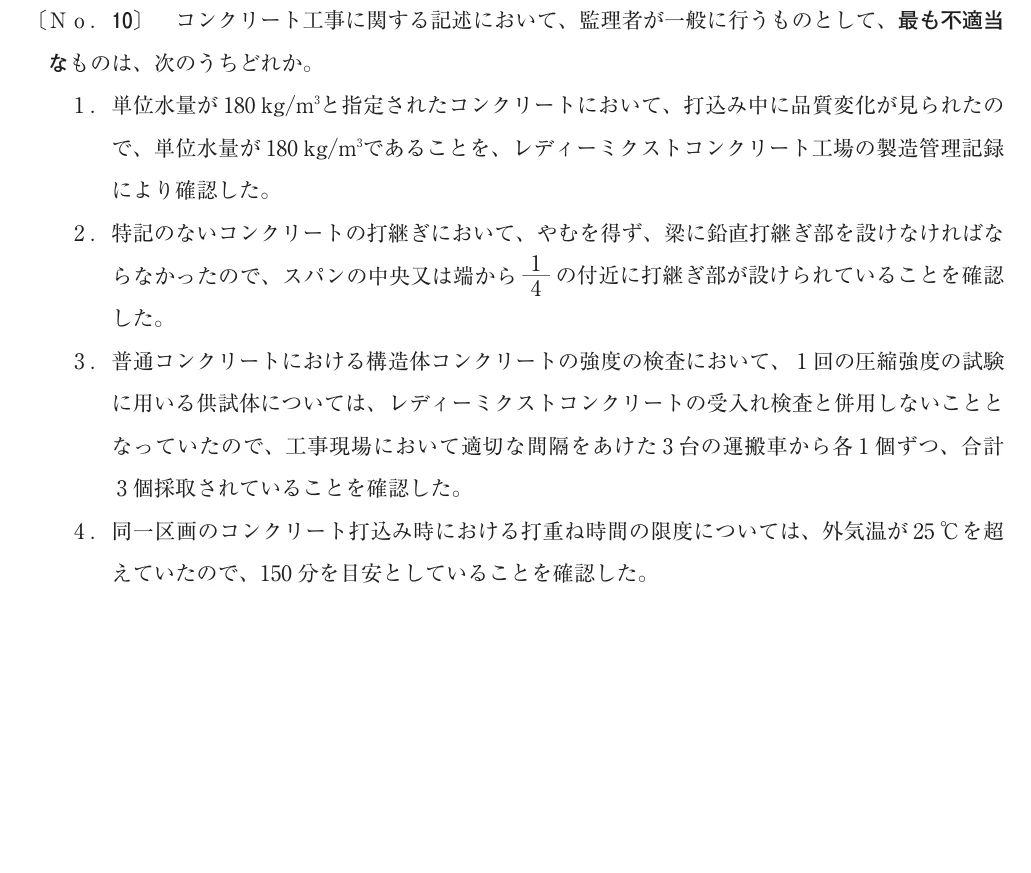 〔Ｎｏ．10〕　コンクリート工事に関する記述において、監理者が一般に行うものとして、最も不適当
なものは、次のうちどれか。
１．単位水量が 180 kg/m³と指定されたコンクリートにおいて、打込み中に品質変化が見られたの
で、単位水量が 180 kg/m³であることを、レディーミクストコンクリート工場の製造管理記録
により確認した。
２．特記のないコンクリートの打継ぎにおいて、やむを得ず、梁に鉛直打継ぎ部を設けなければな
らなかったので、スパンの中央又は端から 1/4 の付近に打継ぎ部が設けられていることを確認
した。
３．普通コンクリートにおける構造体コンクリートの強度の検査において、１回の圧縮強度の試験
に用いる供試体については、レディーミクストコンクリートの受入れ検査と併用しないことと
なっていたので、工事現場において適切な間隔をあけた３台の運搬車から各１個ずつ、合計
３個採取されていることを確認した。
４．同一区画のコンクリート打込み時における打重ね時間の限度については、外気温が 25 ℃を超
えていたので、150 分を目安としていることを確認した。